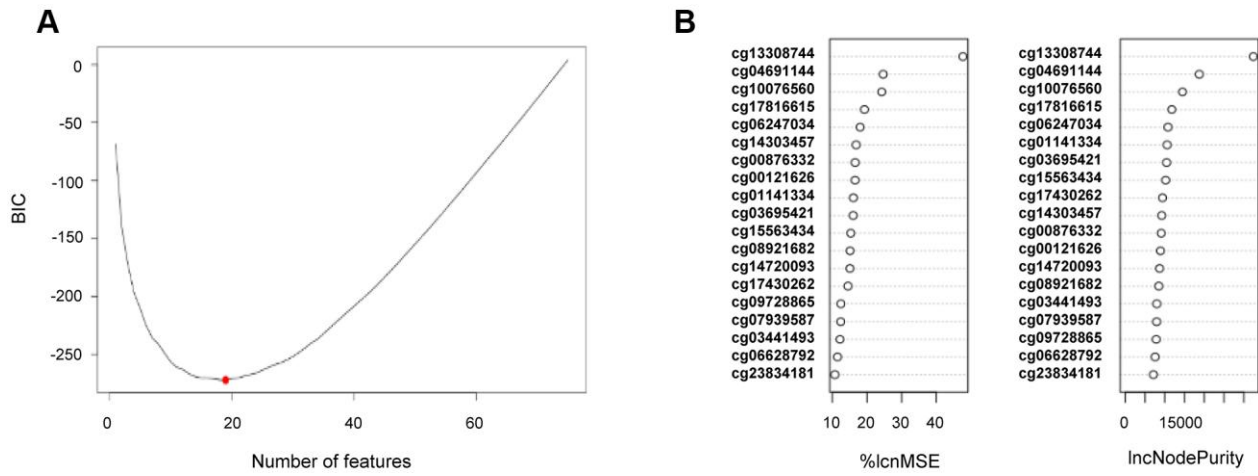 A
BIC
0
-50
-100
-150
-200
-250
0 20 40 60
Number of features
B
cg13308744
cg04691144
cg10076560
cg17816615
cg06247034
cg14303457
cg00876332
cg00121626
cg01141334
cg03695421
cg15563434
cg08921682
cg14720093
cg17430262
cg09728865
cg07939587
cg03441493
cg06628792
cg23834181
10 20 30 40
%lcnMSE
cg13308744
cg04691144
cg10076560
cg17816615
cg06247034
cg01141334
cg03695421
cg15563434
cg17430262
cg14303457
cg00876332
cg00121626
cg14720093
cg08921682
cg03441493
cg07939587
cg09728865
cg06628792
cg23834181
0 15000
IncNodePurity